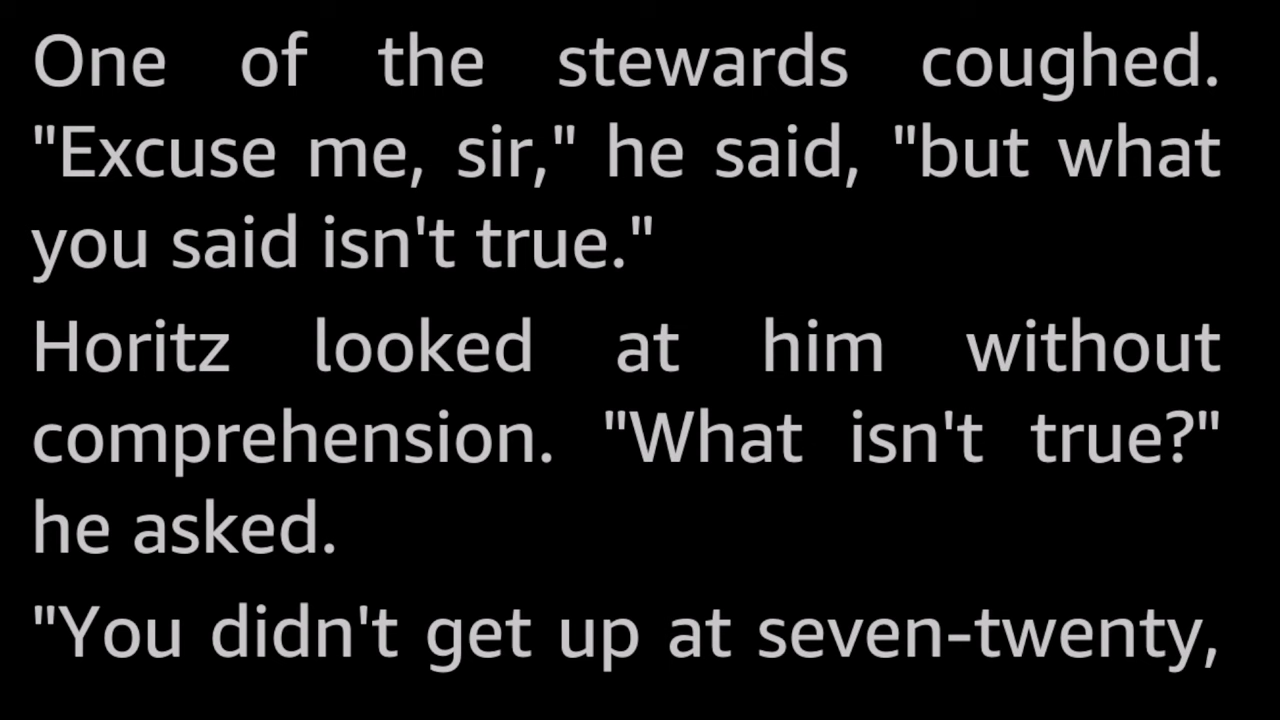 One of the stewards coughed.
"Excuse me, sir," he said, "but what
you said isn't true."
Horitz looked at him without
comprehension. "What isn't true?"
he asked.
"You didn't get up at seven-twenty,